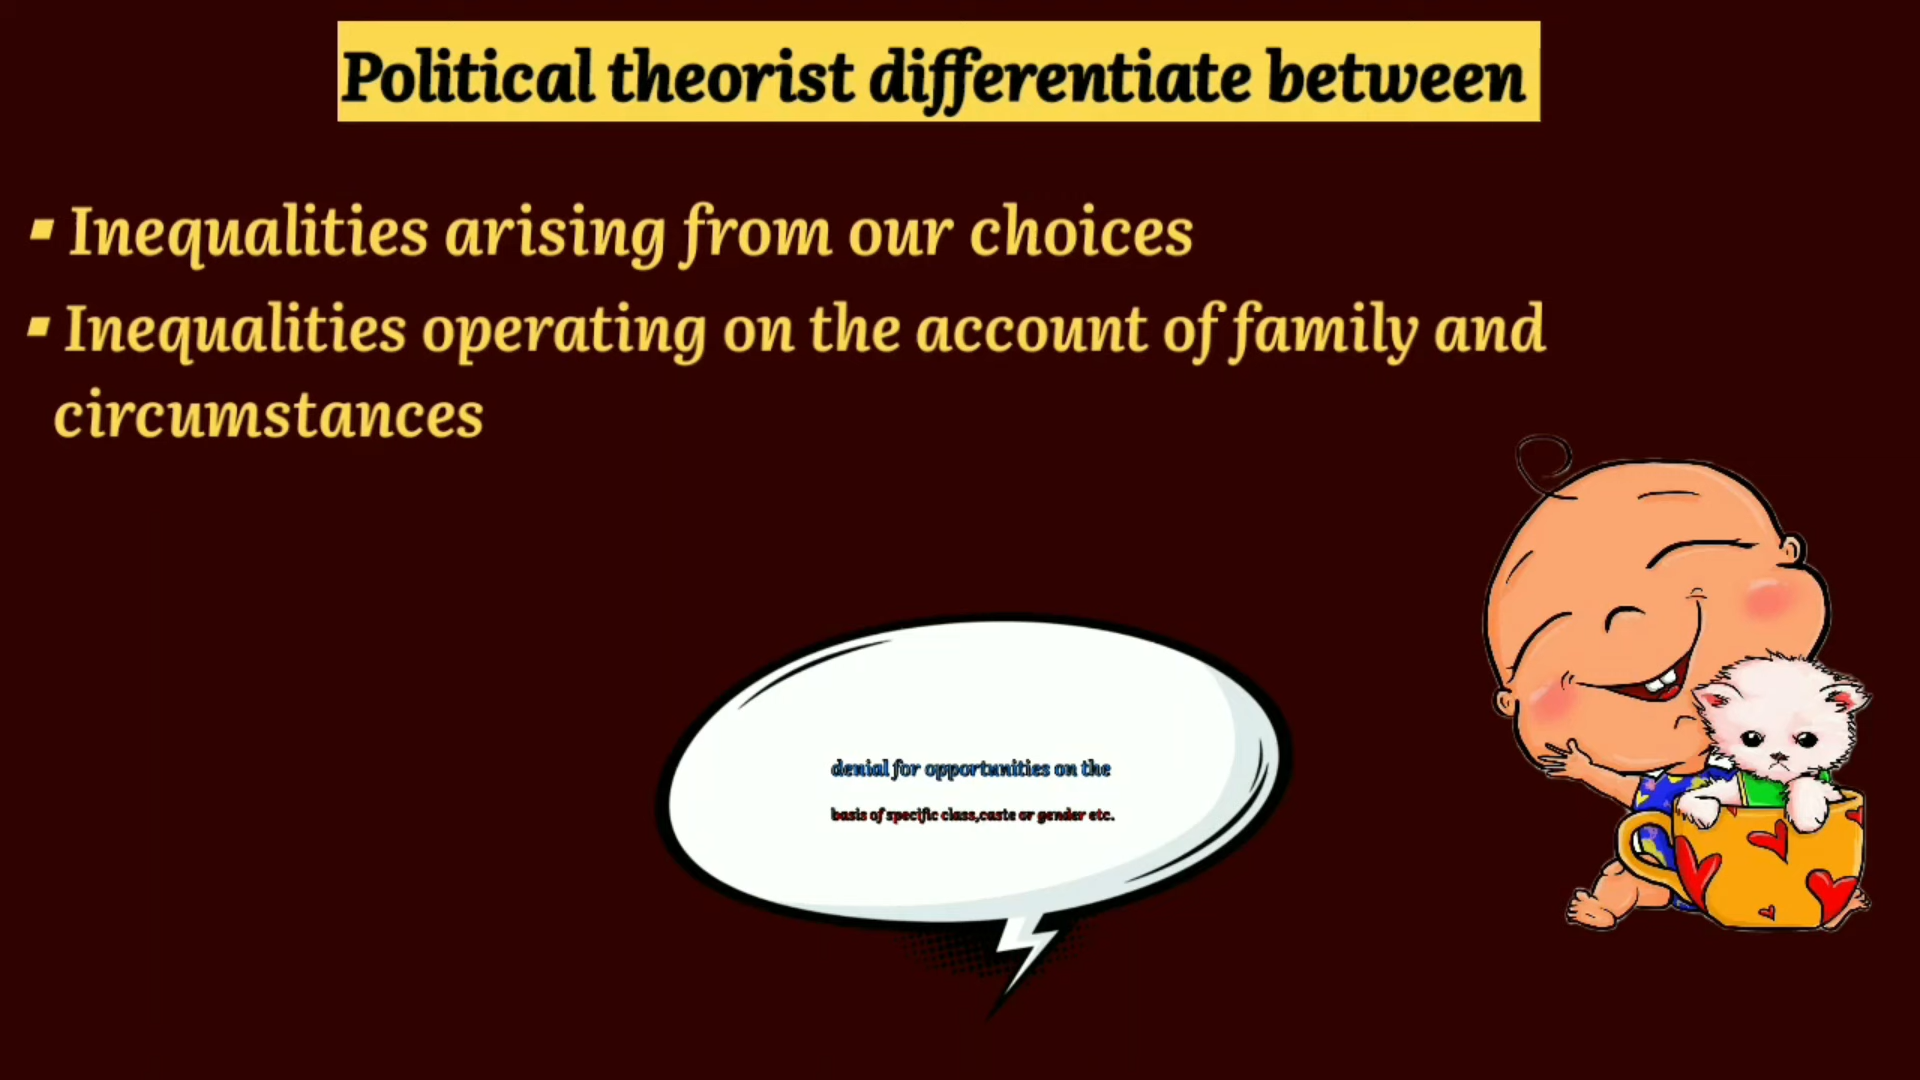 Political theorist differentiate between
▪ Inequalities arising from our choices
▪ Inequalities operating on the account of family and
circumstances
denial for opportunities on the
basis of specific class,caste or gender etc.